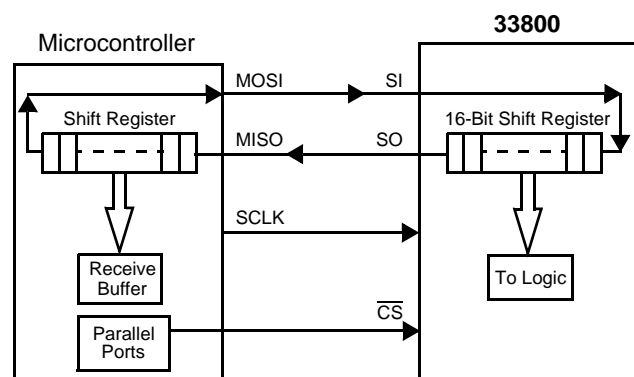 Microcontroller
33800
MOSI
SI
Shift Register
16-Bit Shift Register
MISO
SO
SCLK
Receive
Buffer
To Logic
CS
Parallel
Ports